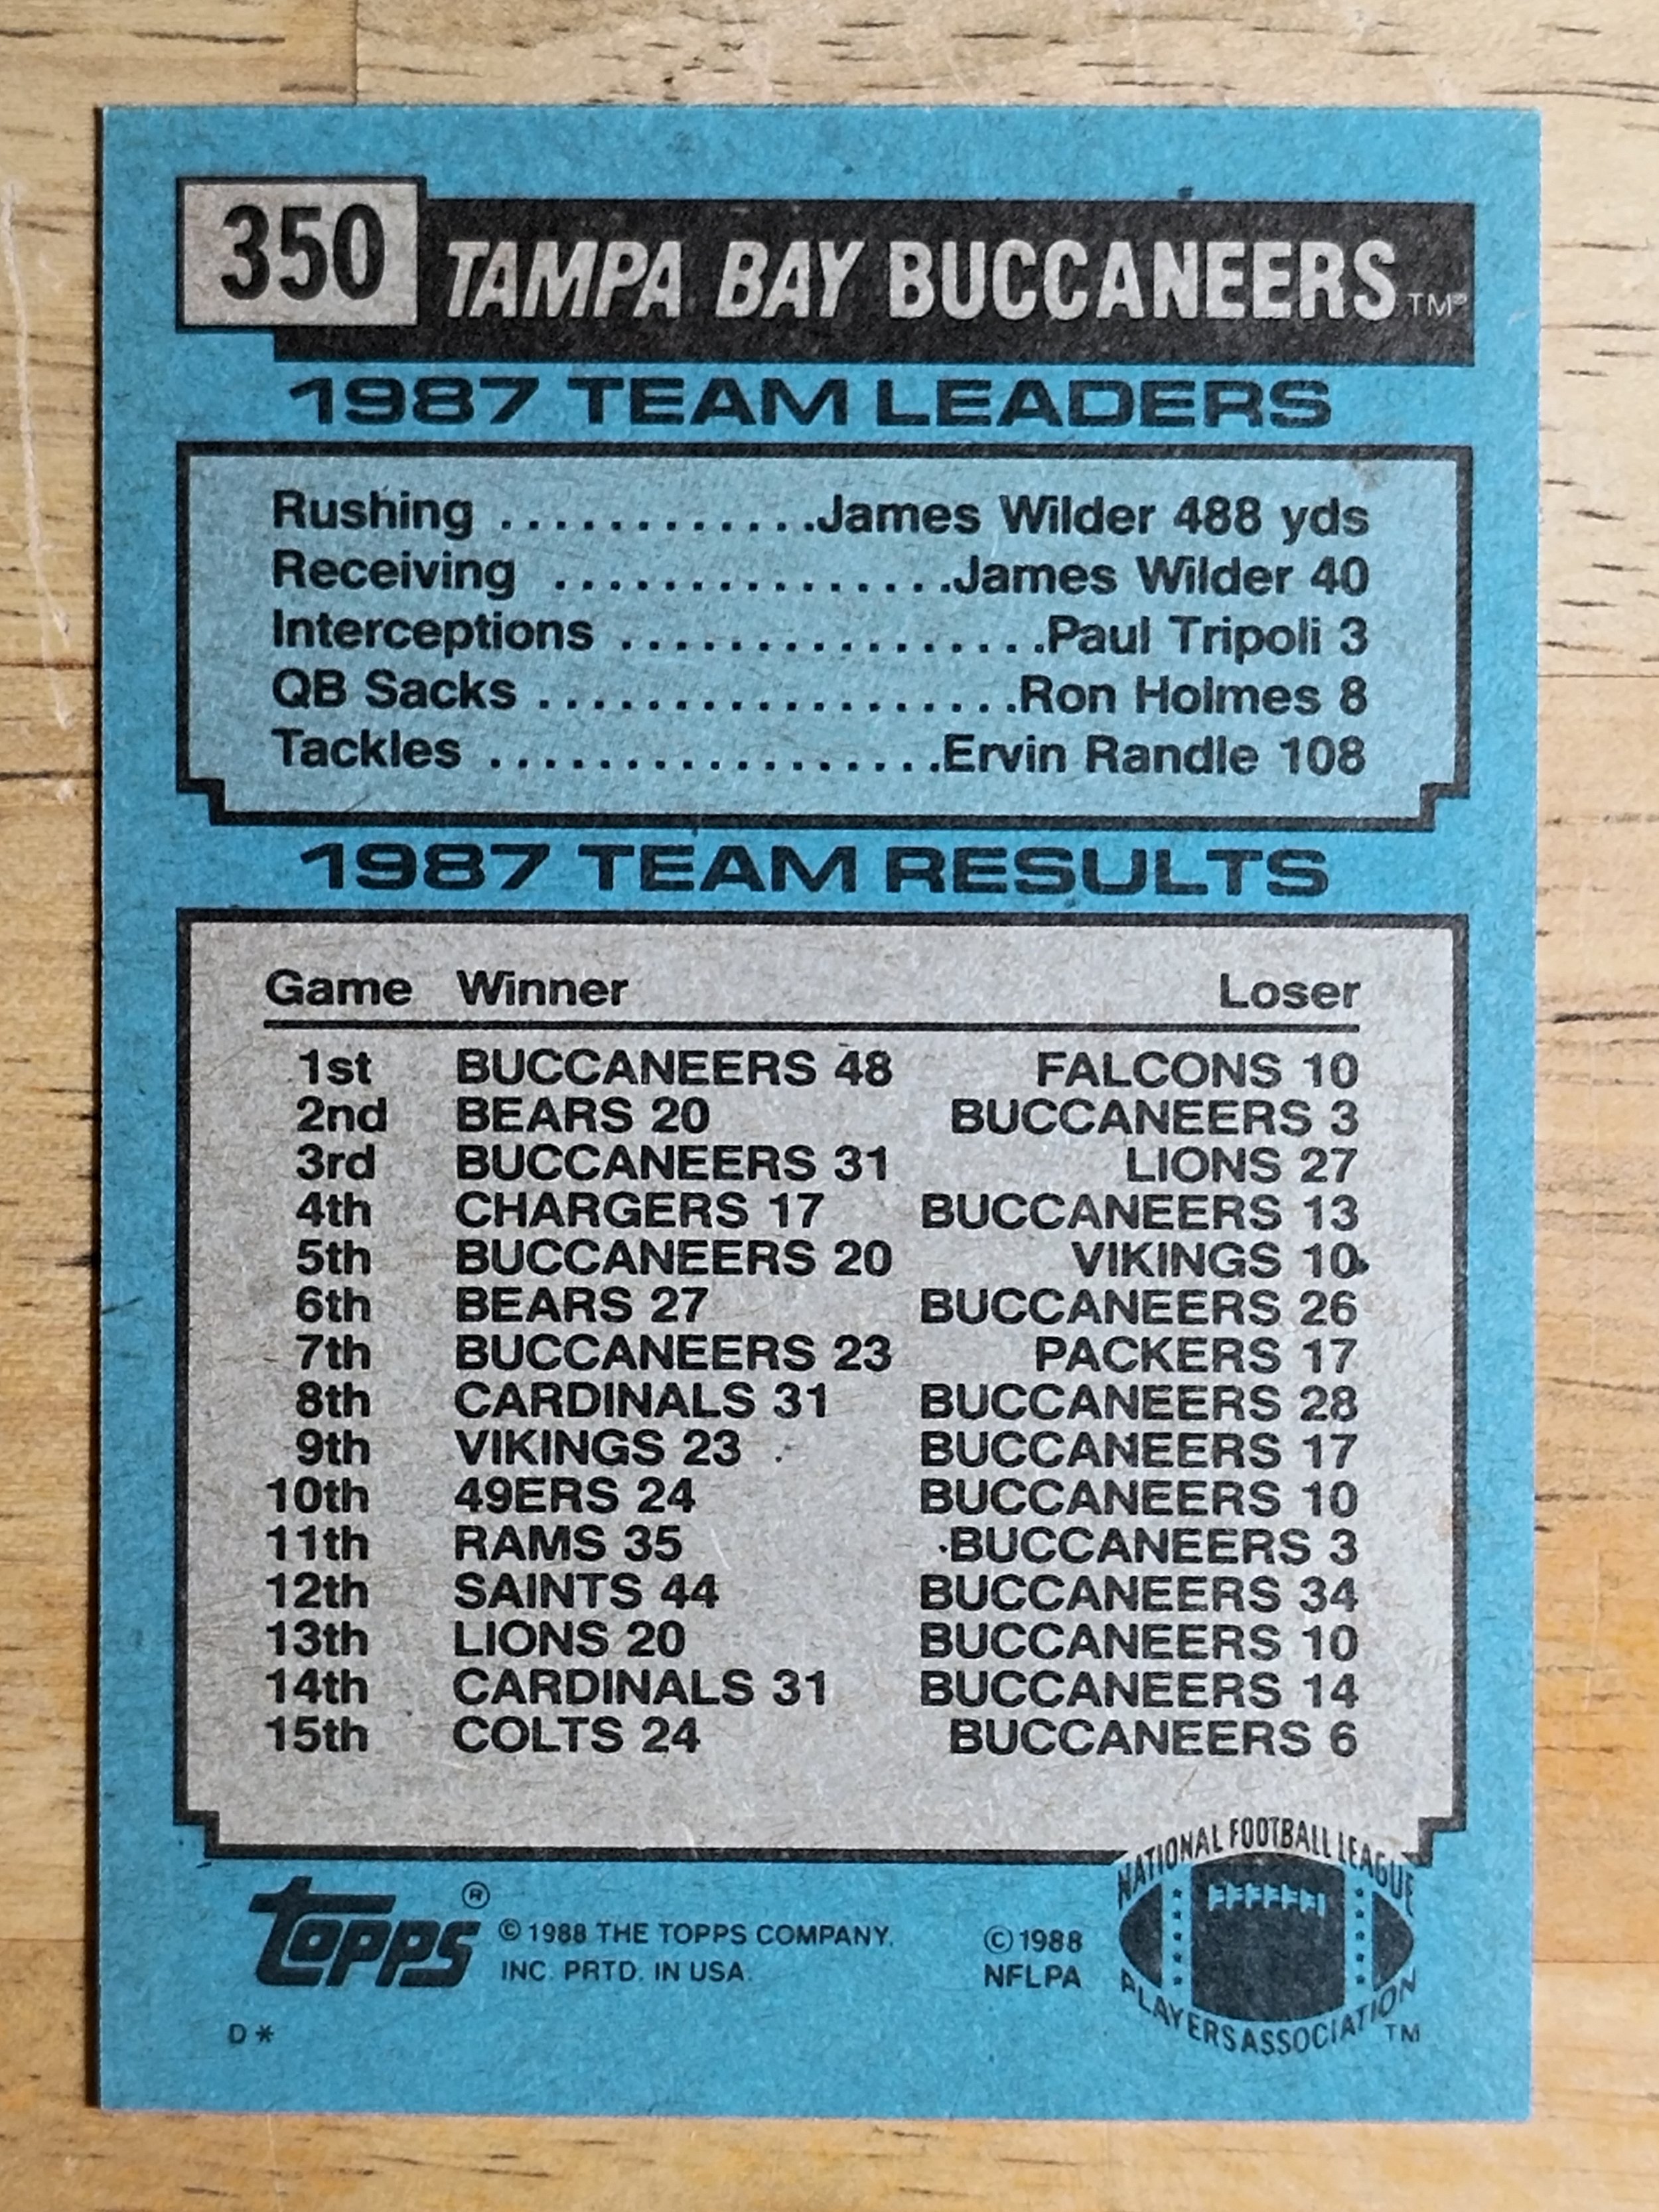 350
TAMPA BAY BUCCANEERS TM
1987 TEAM LEADERS
Rushing .............James Wilder 488 yds
Receiving ................James Wilder 40
Interceptions .................Paul Tripoli 3
QB Sacks ...................Ron Holmes 8
Tackles ..................Ervin Randle 108
1987 TEAM RESULTS
Game Winner Loser
1st BUCCANEERS 48 FALCONS 10
2nd BEARS 20 BUCCANEERS 3
3rd BUCCANEERS 31 LIONS 27
4th CHARGERS 17 BUCCANEERS 13
5th BUCCANEERS 20 VIKINGS 10
6th BEARS 27 BUCCANEERS 26
7th BUCCANEERS 23 PACKERS 17
8th CARDINALS 31 BUCCANEERS 28
9th VIKINGS 23 BUCCANEERS 17
10th 49ERS 24 BUCCANEERS 10
11th RAMS 35 BUCCANEERS 3
12th SAINTS 44 BUCCANEERS 34
13th LIONS 20 BUCCANEERS 10
14th CARDINALS 31 BUCCANEERS 14
15th COLTS 24 BUCCANEERS 6
TOPPS ®
© 1988 THE TOPPS COMPANY,
INC. PRTD. IN USA.
© 1988
NFLPA
NATIONAL FOOTBALL LEAGUE
PLAYERS ASSOCIATION TM
D *